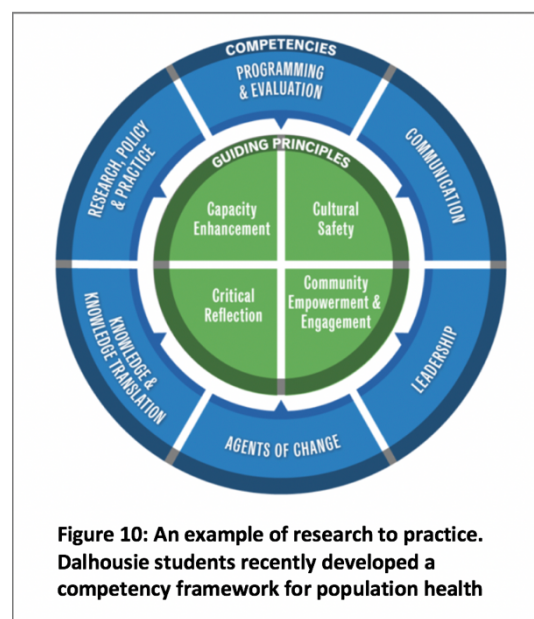 COMPETENCIES
PROGRAMMING
& EVALUATION
COMMUNICATION
LEADERSHIP
AGENTS OF CHANGE
KNOWLEDGE &
KNOWLEDGE TRANSLATION
RESEARCH, POLICY
& PRACTICE
GUIDING PRINCIPLES
Capacity
Enhancement
Cultural
Safety
Critical
Reflection
Community
Empowerment &
Engagement
Figure 10: An example of research to practice.
Dalhousie students recently developed a
competency framework for population health